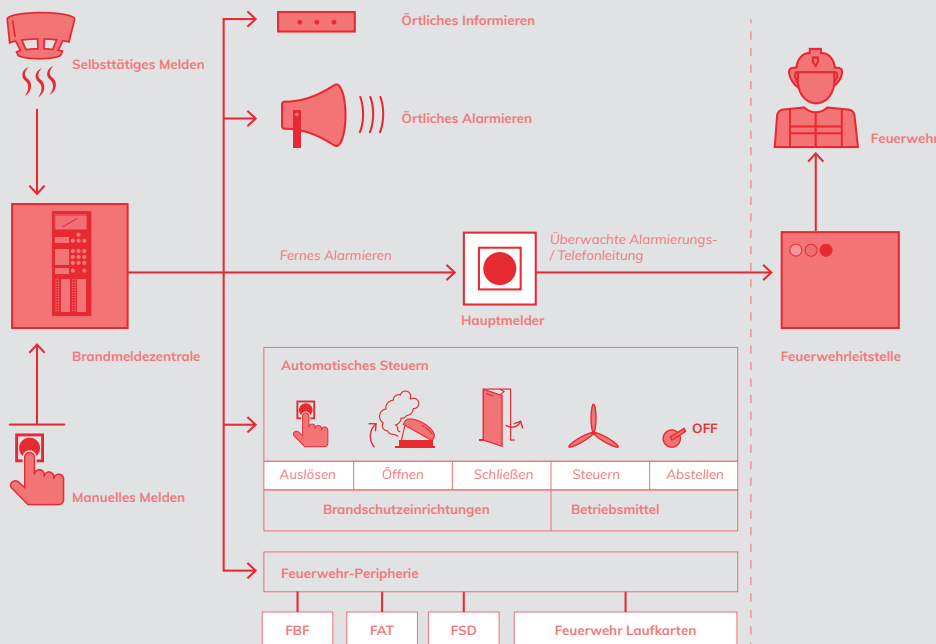 Örtliches Informieren
Selbsttätiges Melden
Örtliches Alarmieren
Feuerwehr
Fernes Alarmieren
Überwachte Alarmierungs-
/ Telefonleitung
Hauptmelder
Brandmeldezentrale
Feuerwehrleitstelle
Automatisches Steuern
OFF
Auslösen
Öffnen
Schließen
Steuern
Abstellen
Manuelles Melden
Brandschutzeinrichtungen
Betriebsmittel
Feuerwehr-Peripherie
FBF
FAT
FSD
Feuerwehr Laufkarten